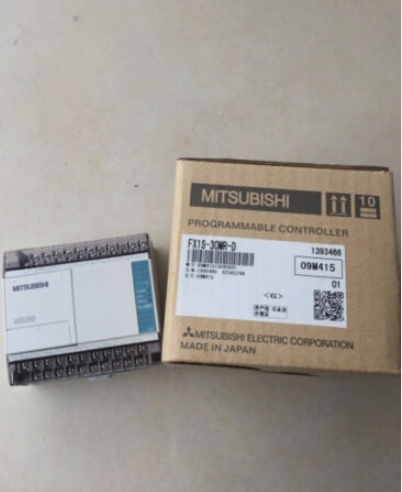 MITSUBISHI
MITSUBISHI
10
PROGRAMMABLE CONTROLLER
FX1S-30MR-D
1393466
09M415
01
<G>
MITSUBISHI ELECTRIC CORPORATION
MADE IN JAPAN